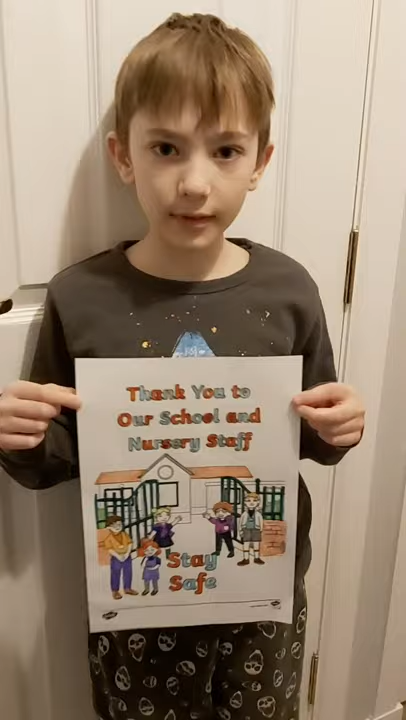 Thank You to
Our School and
Nursery Staff
Stay
Safe